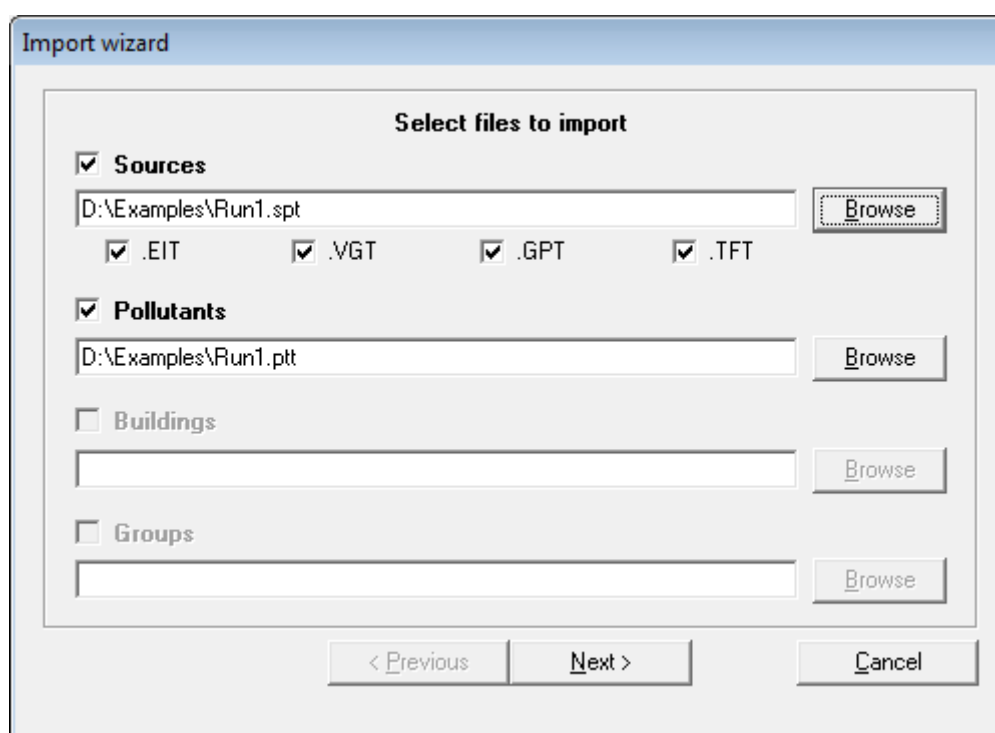 Import wizard
Select files to import
Sources
D:\Examples\Run1.spt Browse
.EIT .VGT .GPT .TFT
Pollutants
D:\Examples\Run1.ptt Browse
Buildings
Browse
Groups
Browse
< Previous Next > Cancel